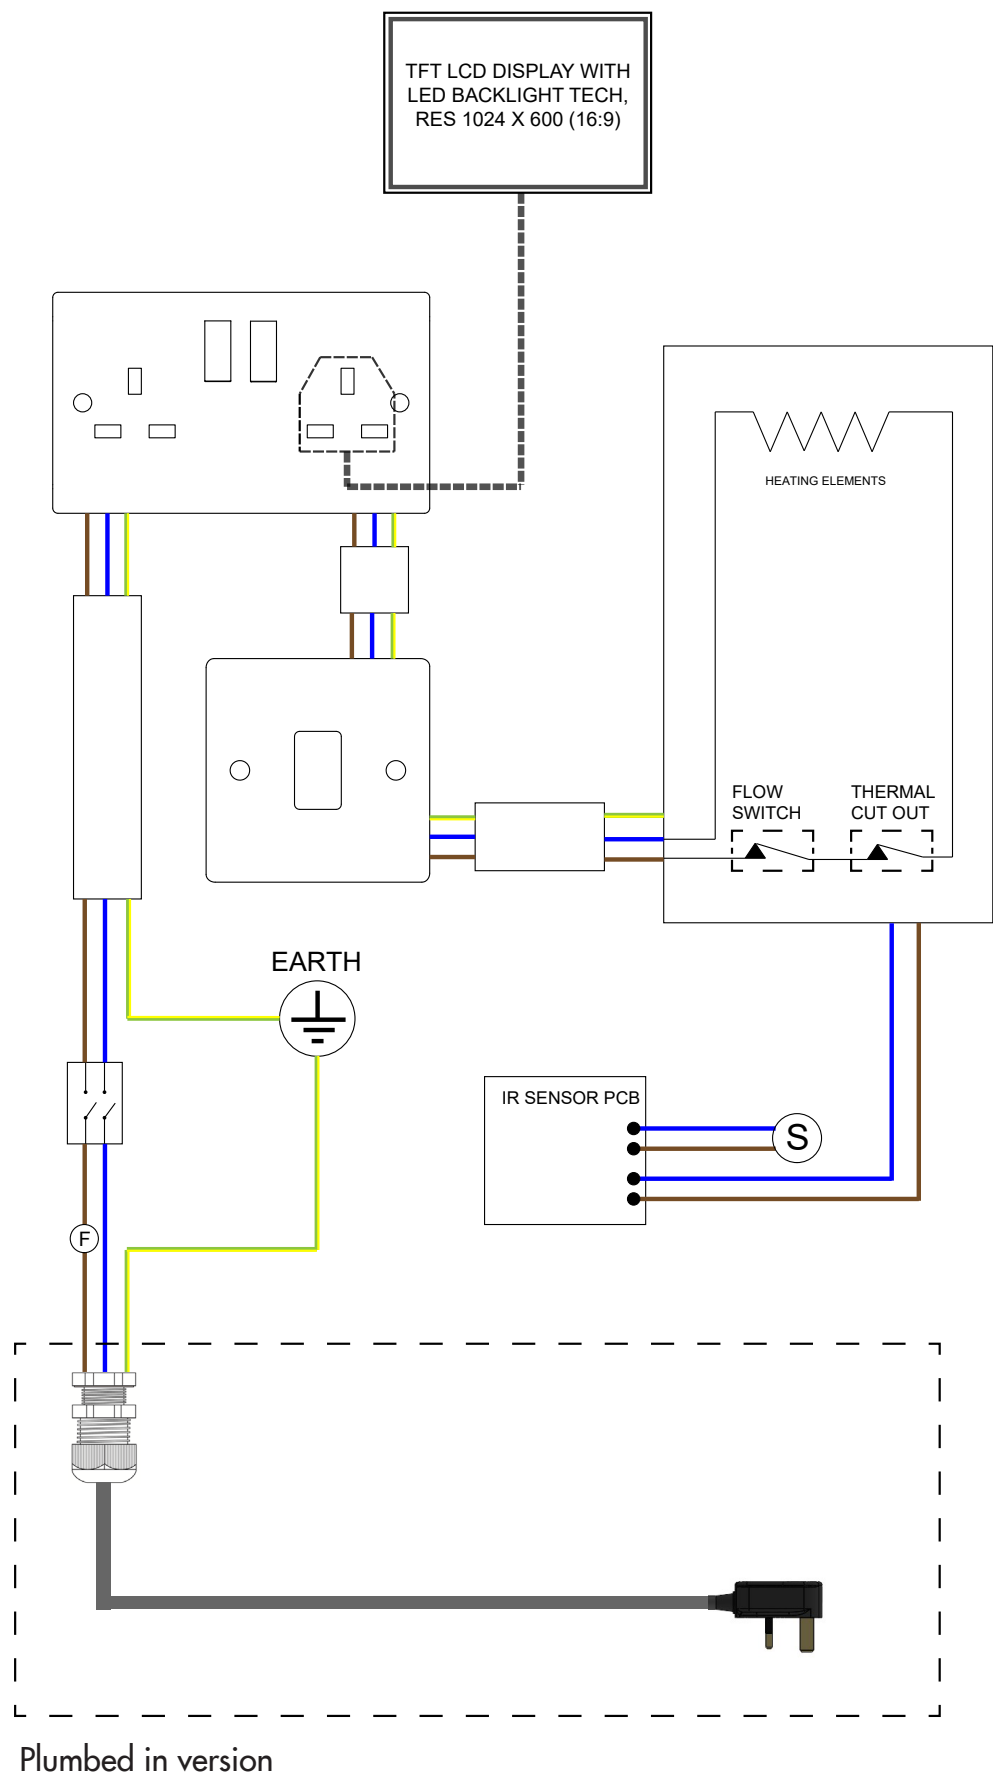 TFT LCD DISPLAY WITH
LED BACKLIGHT TECH,
RES 1024 X 600 (16:9)
HEATING ELEMENTS
FLOW
SWITCH
THERMAL
CUT OUT
EARTH
IR SENSOR PCB
S
F
Plumbed in version